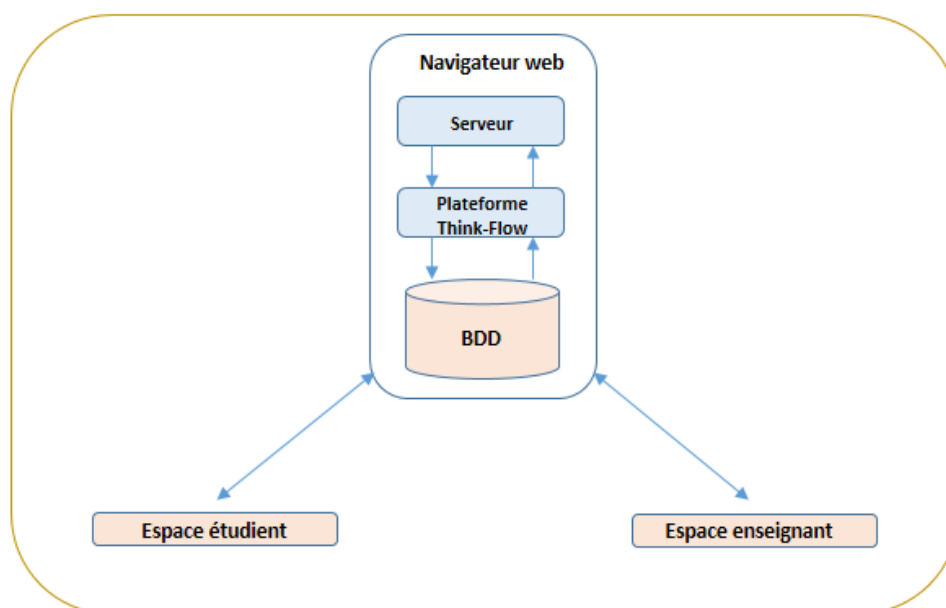 Navigateur web
Serveur
Plateforme
Think-Flow
BDD
Espace étudient
Espace enseignant